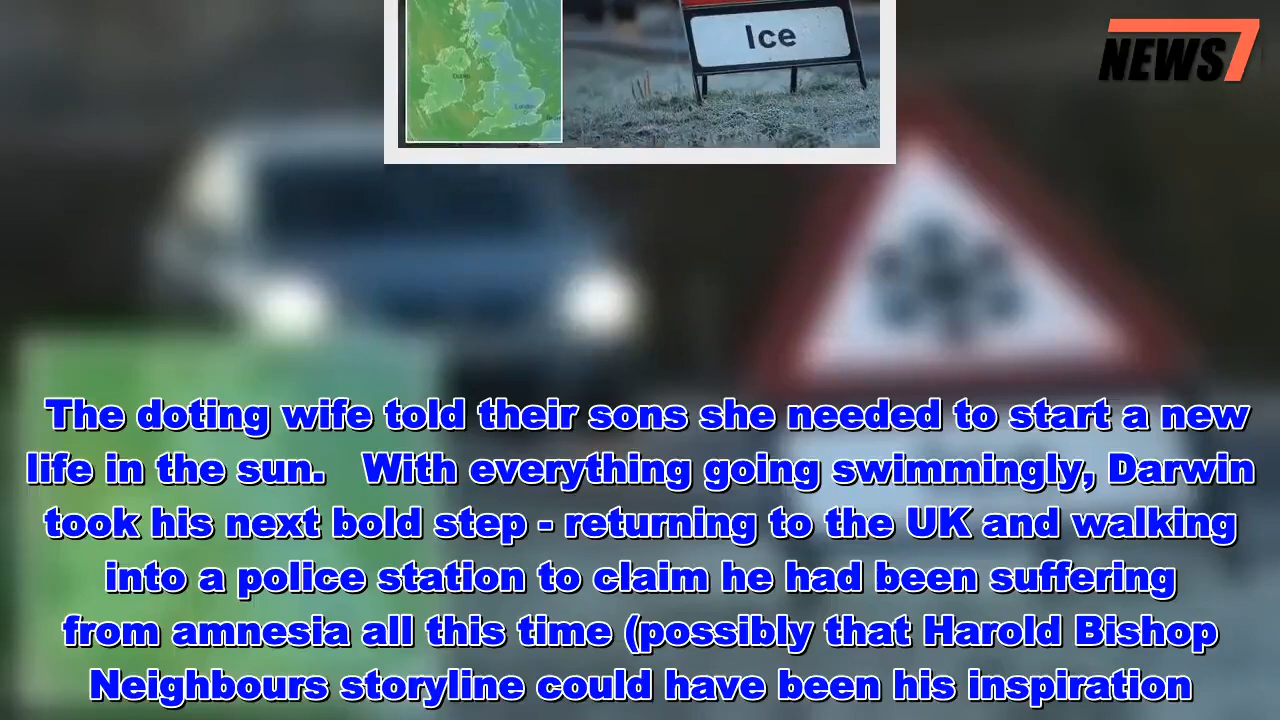 Ice
NEWS7
Dublin
London
The doting wife told their sons she needed to start a new
life in the sun. With everything going swimmingly, Darwin
took his next bold step - returning to the UK and walking
into a police station to claim he had been suffering
from amnesia all this time (possibly that Harold Bishop
Neighbours storyline could have been his inspiration